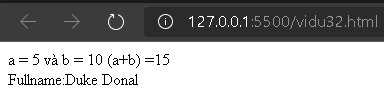 127.0.0.1:5500/vidu32.html
a = 5 và b = 10 (a+b) =15
Fullname:Duke Donal